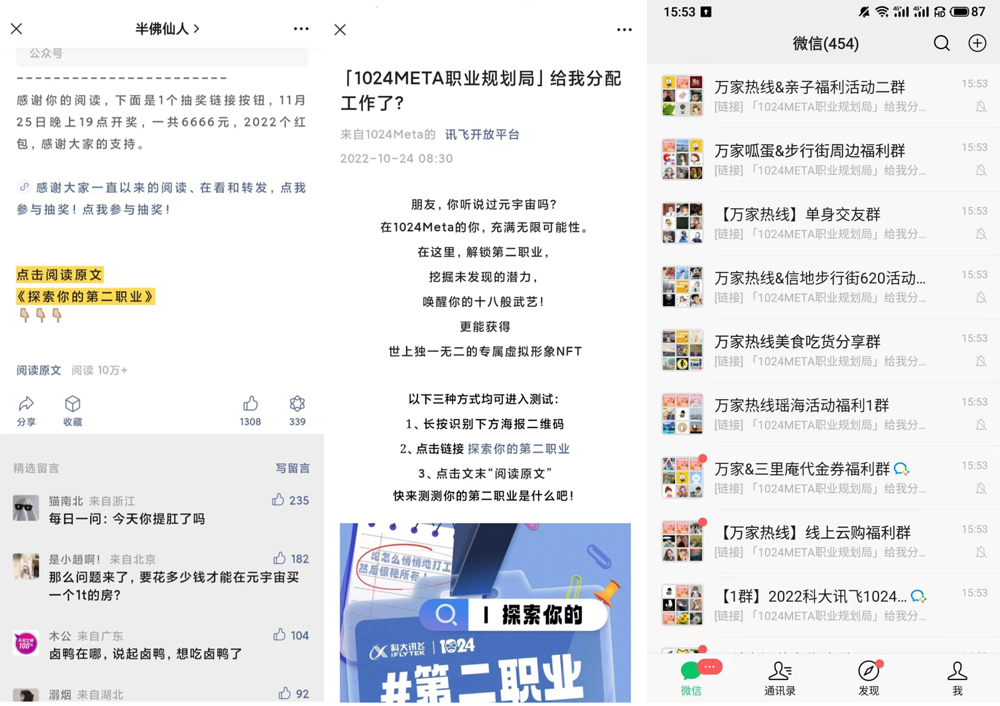 半佛仙人
公众号
感谢你的阅读，下面是1个抽奖链接按钮，11月
25日晚上19点开奖，一共6666元，2022个红
包，感谢大家的支持。
感谢大家一直以来的阅读、在看和转发，点我
参与抽奖！点我参与抽奖！
点击阅读原文
《探索你的第二职业》
阅读原文 阅读 10万+
分享 收藏 1308 339
精选留言 写留言
猫南北 来自浙江 235
每日一问：今天你提肛了吗
是小趙啊！ 来自北京 182
那么问题来了，要花多少钱才能在元宇宙买
一个1t的房？
木公 来自广东 104
卤鸭在哪，说起卤鸭，想吃卤鸭了
溺烟 来自湖北 92
「1024META职业规划局」给我分配
工作了？
来自1024Meta的 讯飞开放平台
2022-10-24 08:30
朋友，你听说过元宇宙吗？
在1024Meta的你，充满无限可能性。
在这里，解锁第二职业，
挖掘未发现的潜力，
唤醒你的十八般武艺！
更能获得
世上独一无二的专属虚拟形象NFT
以下三种方式均可进入测试：
1、长按识别下方海报二维码
2、点击链接 探索你的第二职业
3、点击文末“阅读原文”
快来测测你的第二职业是什么吧！
论怎么悄悄地打工
然后惊艳所有
探索你的
科大讯飞 iFLYTEK 1024
#第二职业
15:53 4G+ 4G+ HD 87
微信(454)
万家热线&亲子福利活动二群 15:53
[链接]「1024META职业规划局」给我分...
万家呱蛋&步行街周边福利群 15:53
[链接]「1024META职业规划局」给我分...
【万家热线】单身交友群 15:53
[链接]「1024META职业规划局」给我分...
万家热线&信地步行街620活动... 15:53
[链接]「1024META职业规划局」给我分...
万家热线美食吃货分享群 15:53
[链接]「1024META职业规划局」给我分...
万家热线瑶海活动福利1群 15:53
[链接]「1024META职业规划局」给我分...
万家&三里庵代金券福利群 15:53
[链接]「1024META职业规划局」给我分...
【万家热线】线上云购福利群 15:53
[链接]「1024META职业规划局」给我分...
【1群】2022科大讯飞1024... 15:53
[链接]「1024META职业规划局」给我分...
微信 通讯录 发现 我